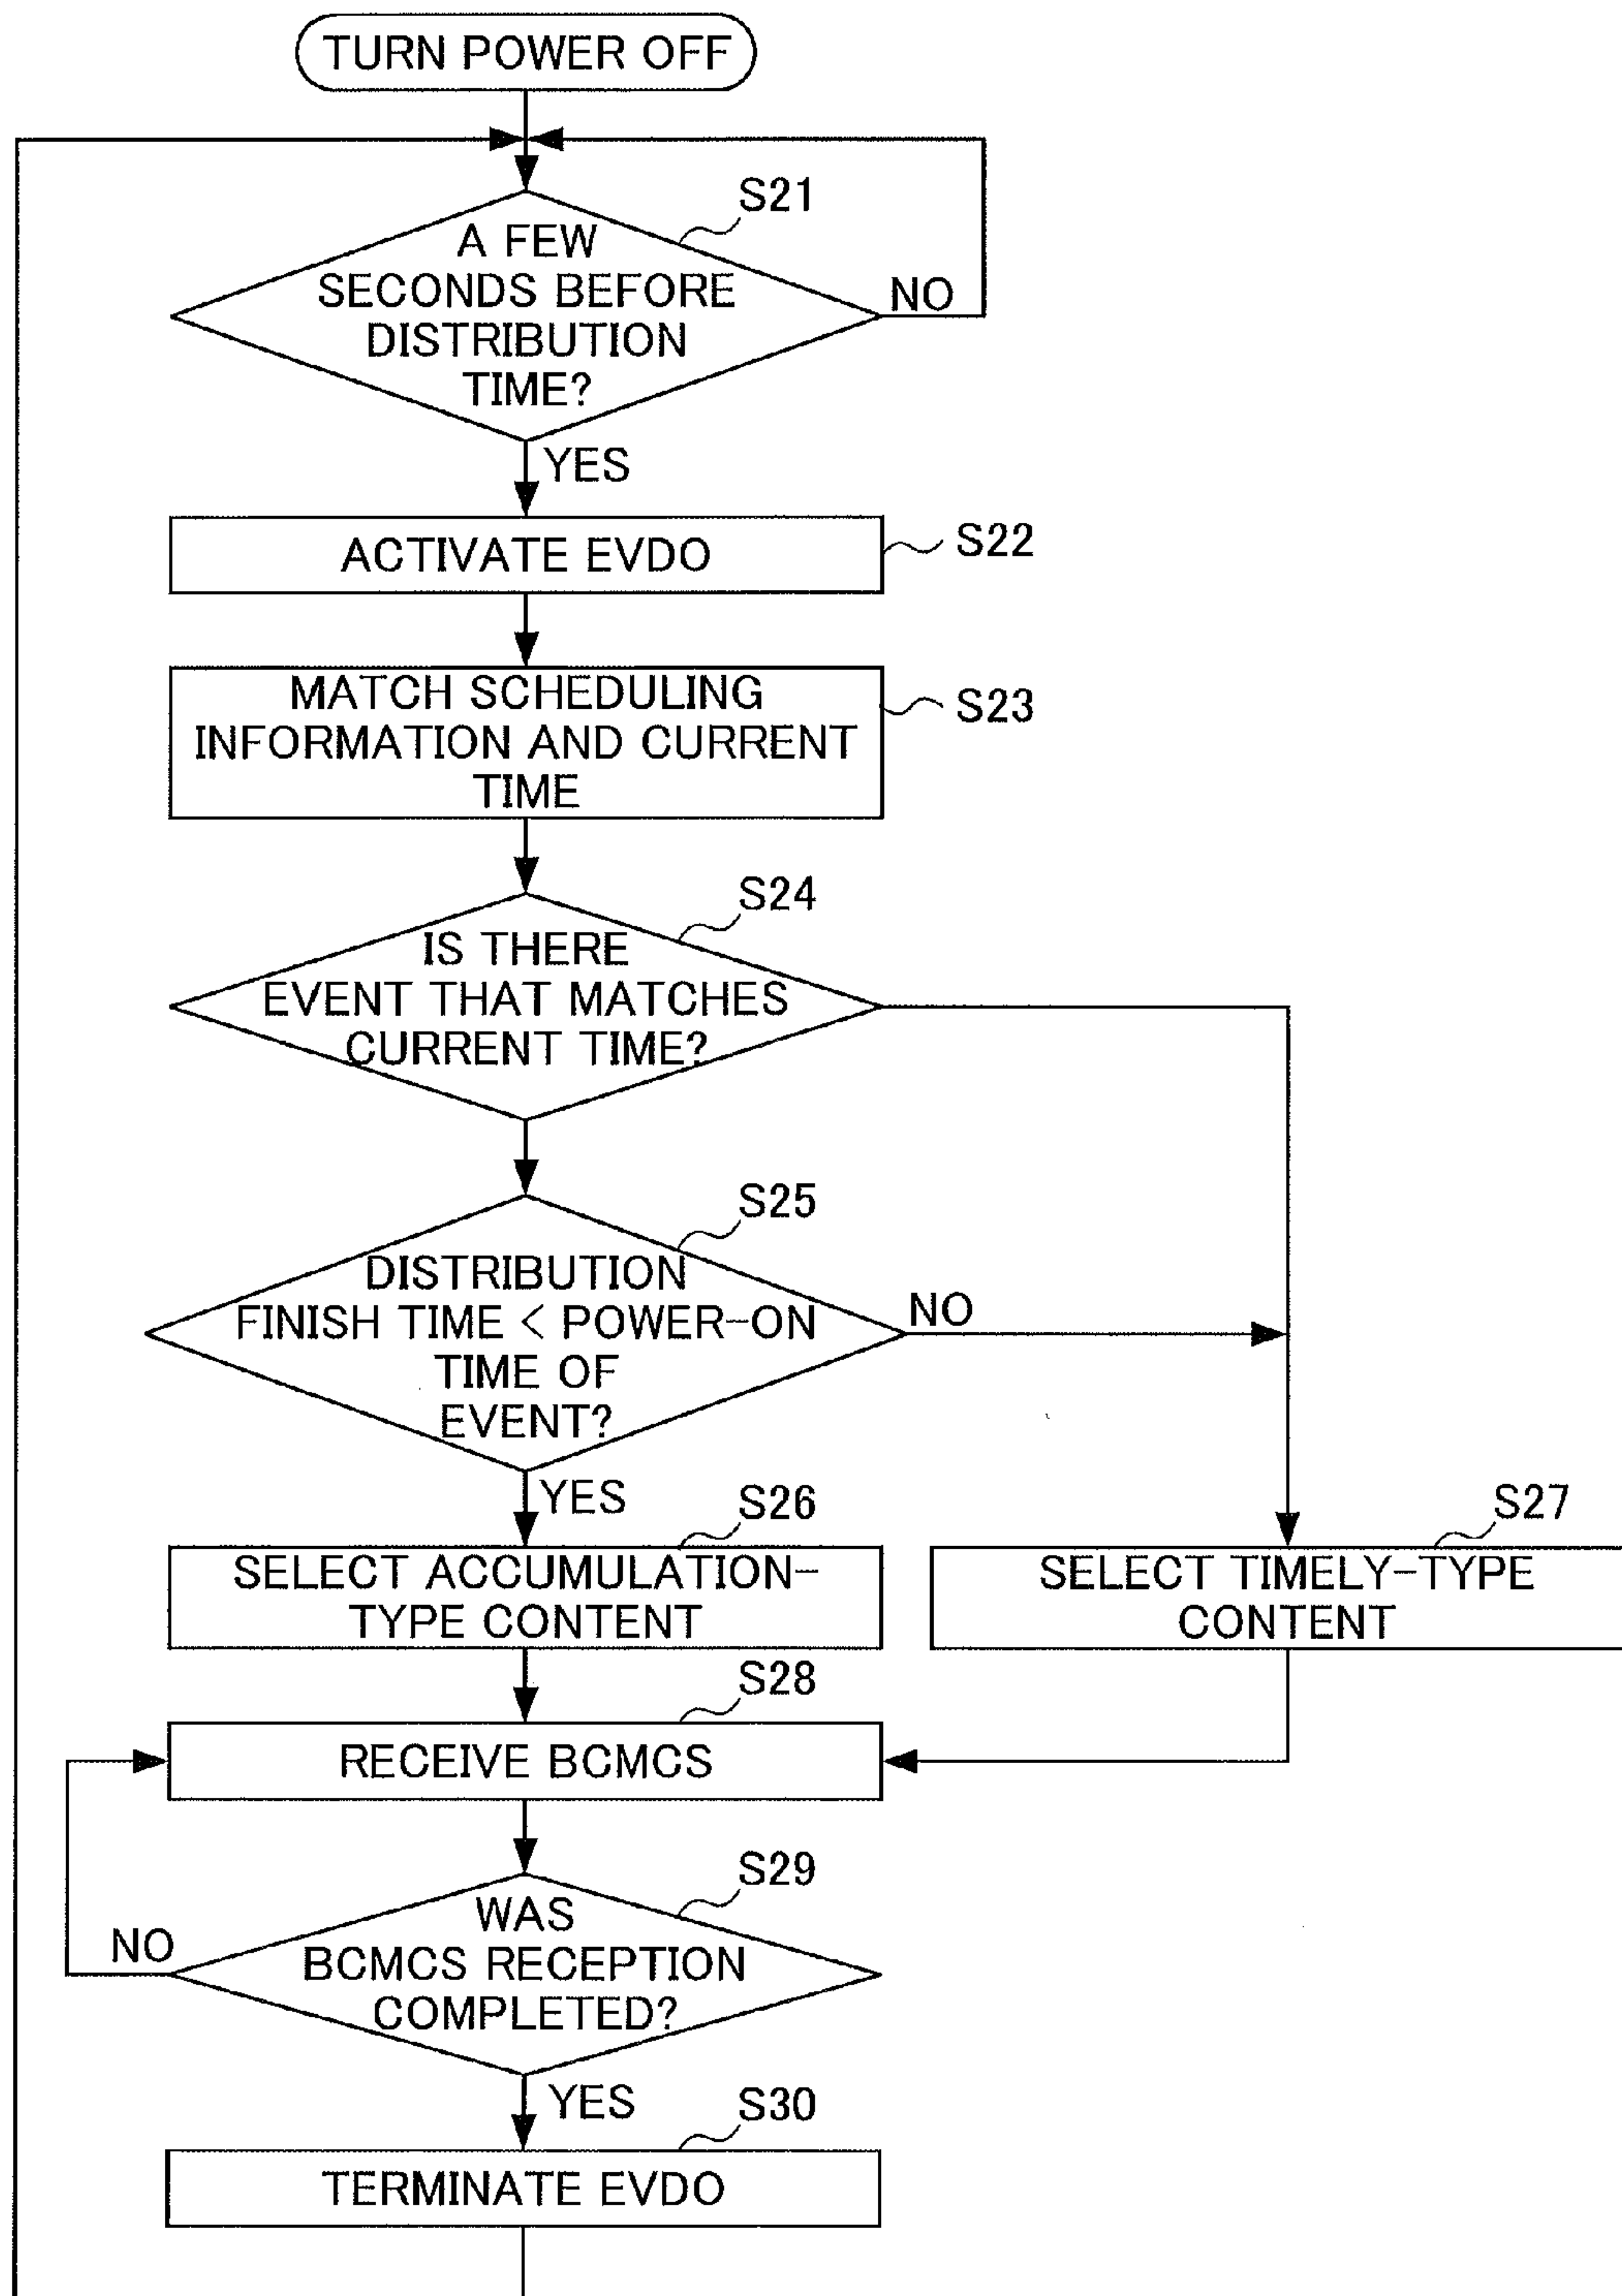 TURN POWER OFF
S21
A FEW
SECONDS BEFORE
DISTRIBUTION
TIME?
NO
YES
ACTIVATE EVDO
S22
MATCH SCHEDULING
INFORMATION AND CURRENT
TIME
S23
S24
IS THERE
EVENT THAT MATCHES
CURRENT TIME?
S25
DISTRIBUTION
FINISH TIME < POWER-ON
TIME OF
EVENT?
NO
YES
S26
SELECT ACCUMULATION-
TYPE CONTENT
S27
SELECT TIMELY-TYPE
CONTENT
S28
RECEIVE BCMCS
S29
WAS
BCMCS RECEPTION
COMPLETED?
NO
YES
S30
TERMINATE EVDO